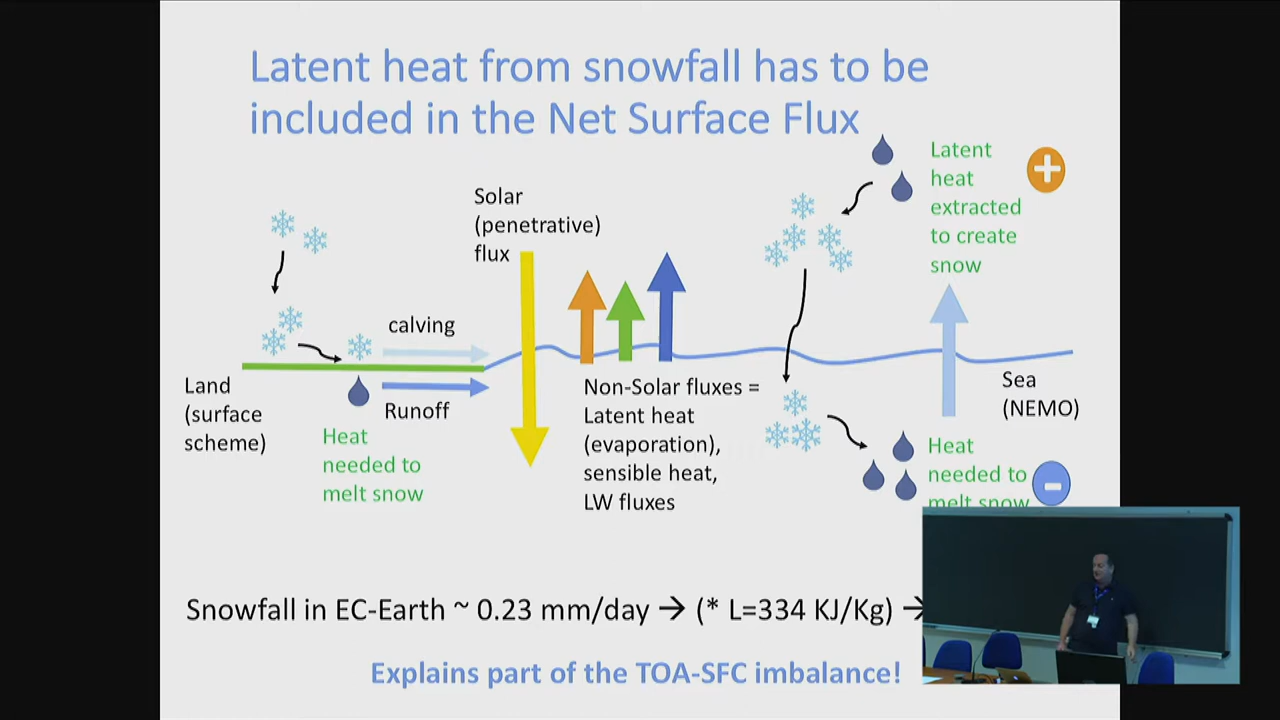 Latent heat from snowfall has to be
included in the Net Surface Flux
Latent
heat
extracted
to create
snow
Solar
(penetrative)
flux
calving
Land
(surface
scheme)
Runoff
Heat
needed to
melt snow
Non-Solar fluxes =
Latent heat
(evaporation),
sensible heat,
LW fluxes
Sea
(NEMO)
Heat
needed to
melt snow
Snowfall in EC-Earth ~ 0.23 mm/day → (* L=334 KJ/Kg) →
Explains part of the TOA-SFC imbalance!